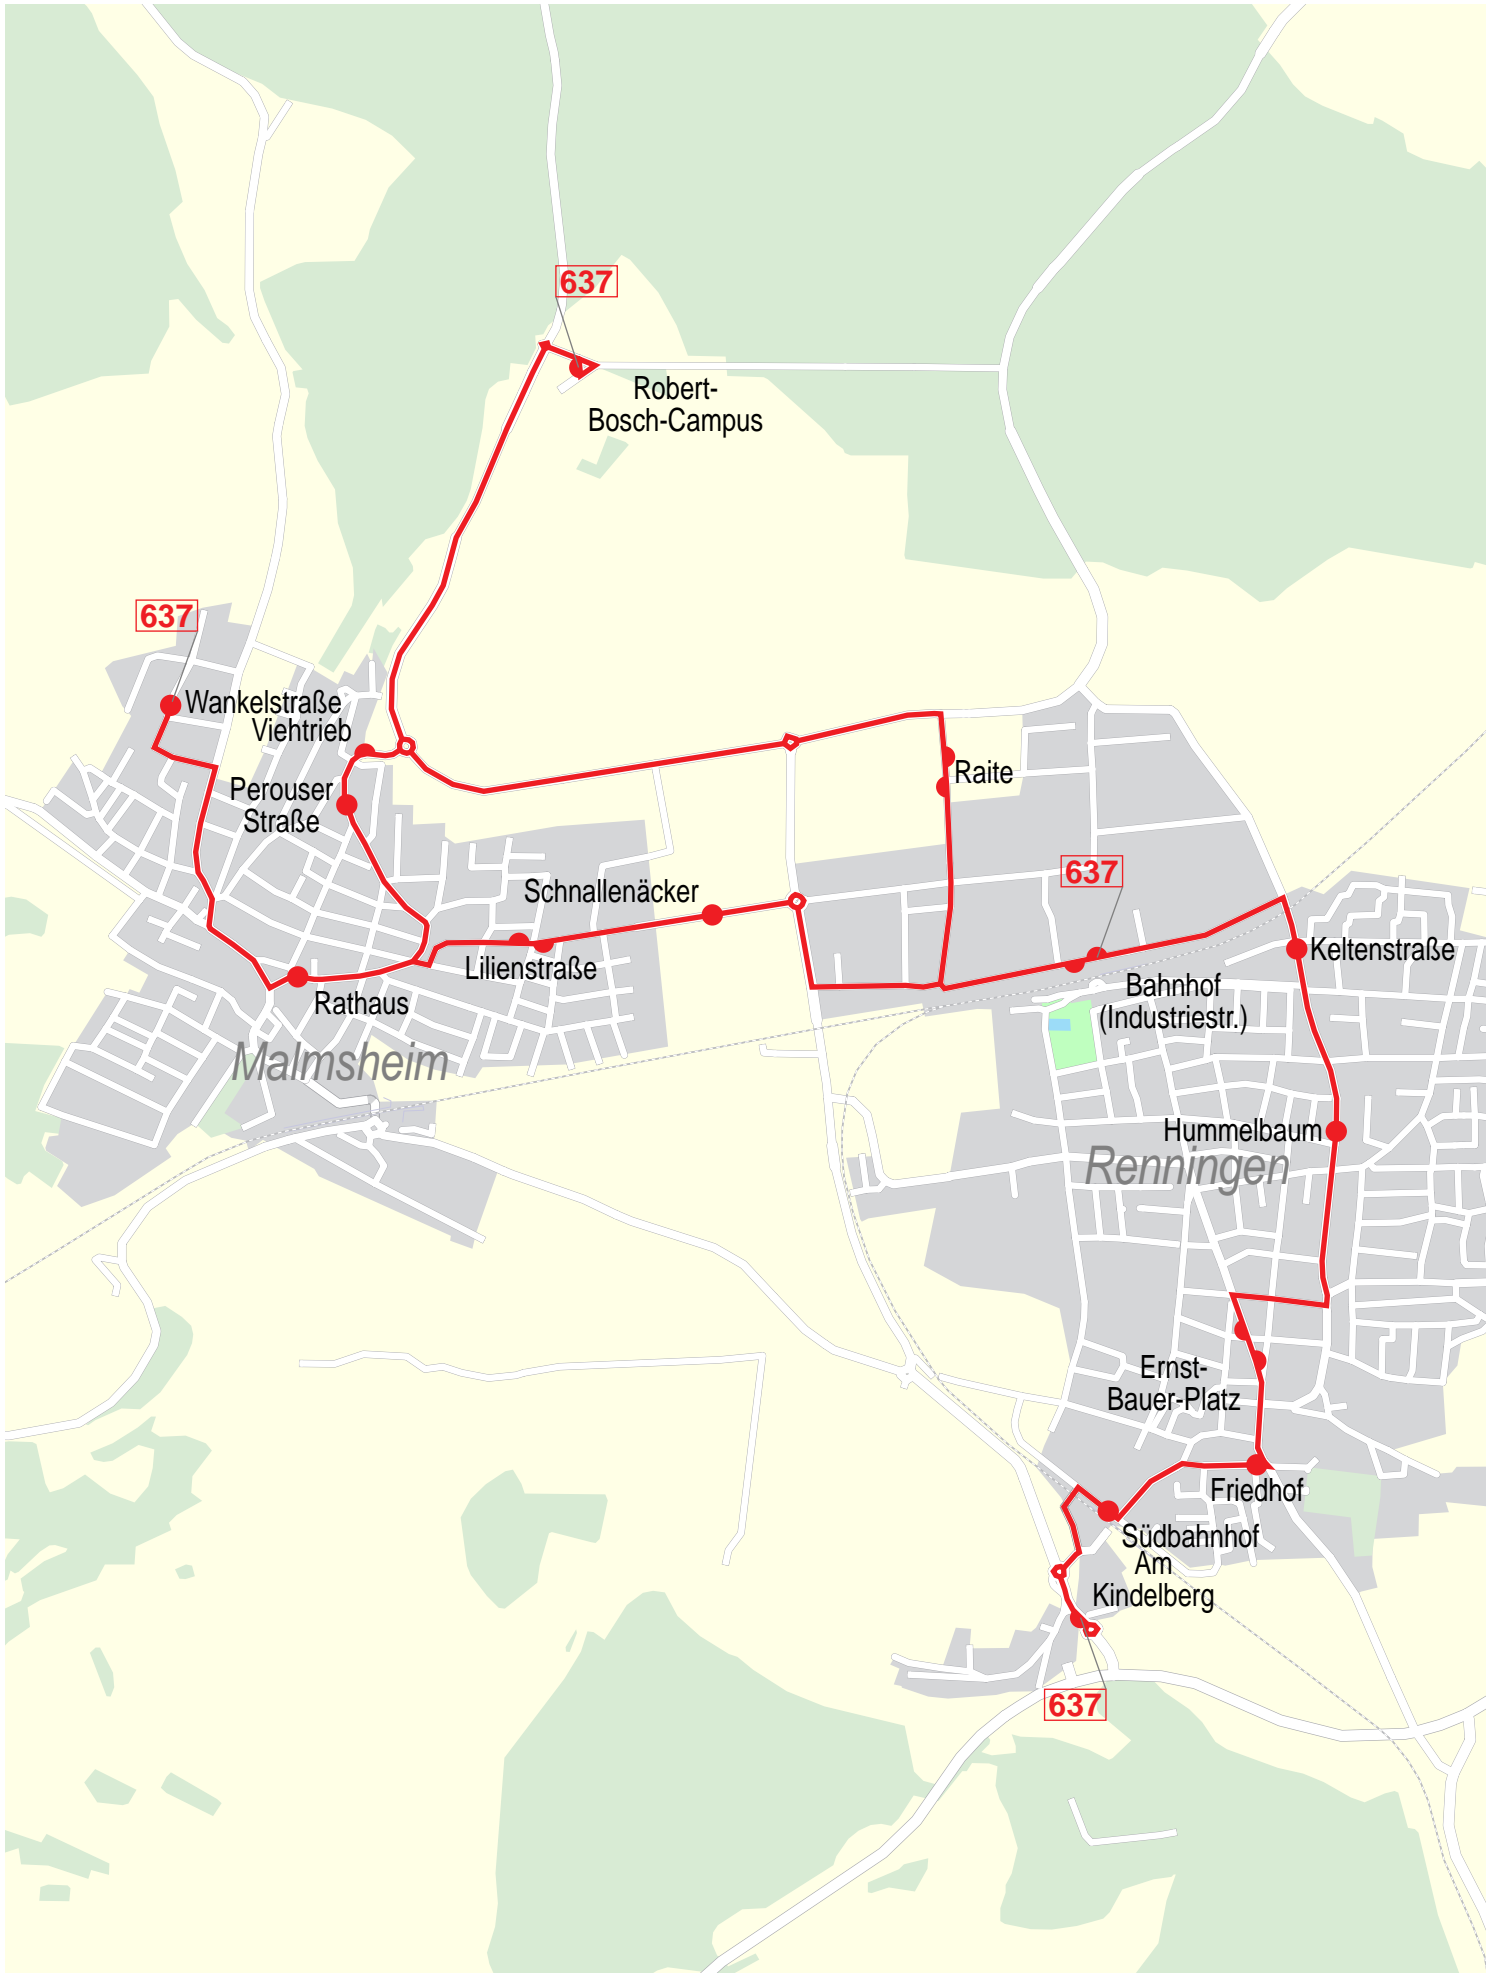 637
Robert-
Bosch-Campus
637
Wankelstraße
Viehtrieb
Perouser
Straße
Raite
637
Schnallenäcker
Lilienstraße
Rathaus
Keltenstraße
Bahnhof
(Industriestr.)
Malmsheim
Hummelbaum
Renningen
Ernst-
Bauer-Platz
Friedhof
Südbahnhof
Am
Kindelberg
637